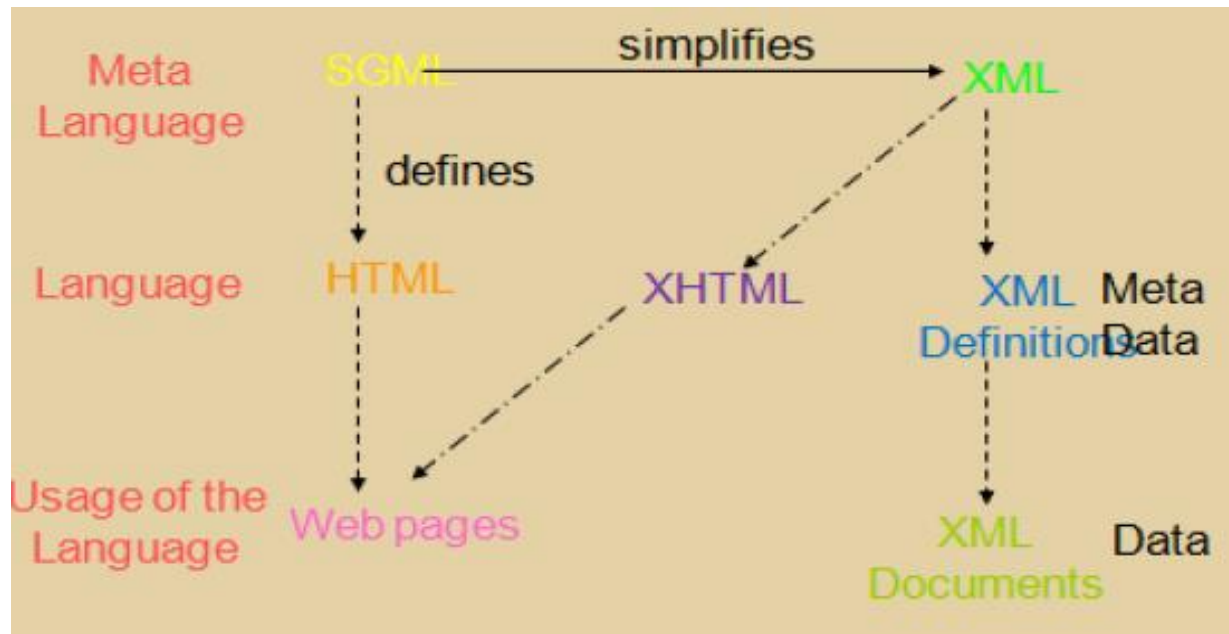 simplifies
Meta
Language
SGML
XML
defines
Language
HTML
XHTML
XML
Definitions
Meta
Data
Usage of the
Language
Web pages
XML
Documents
Data